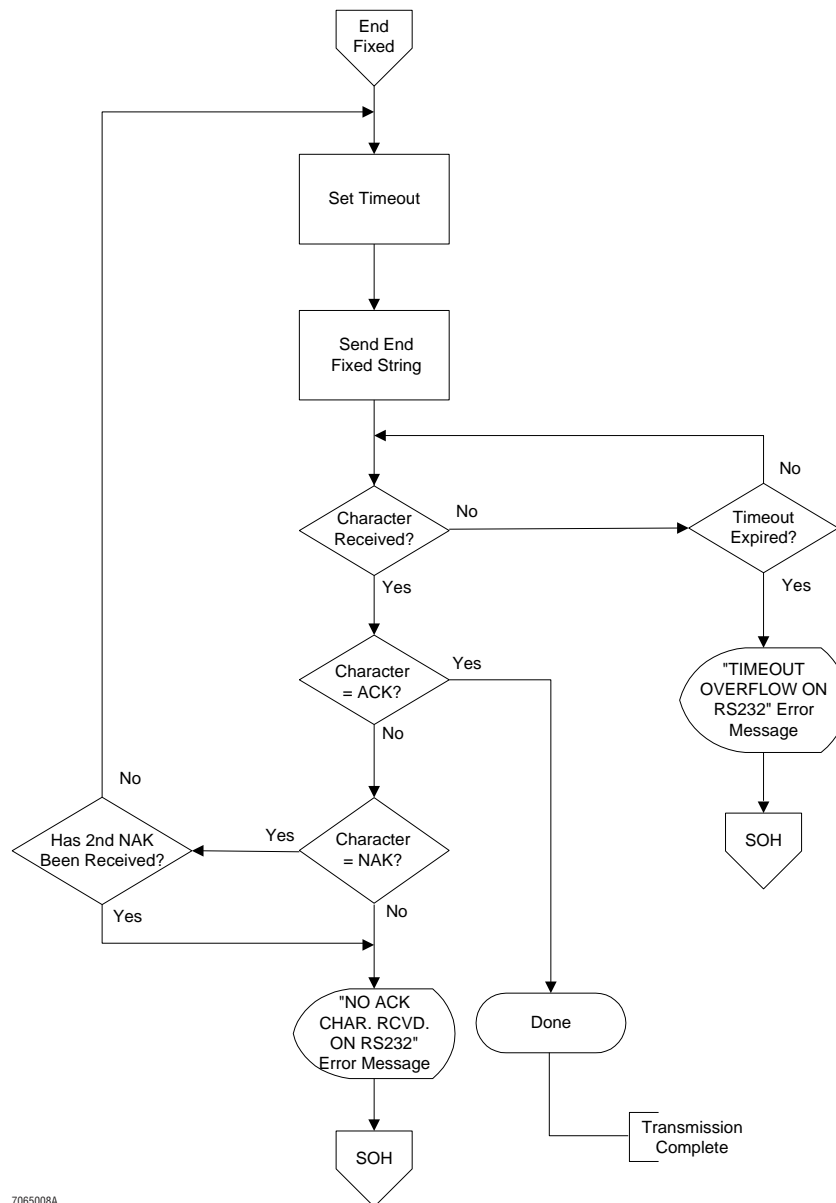 End
Fixed
Set Timeout
Send End
Fixed String
No
Character
Received?
No
Timeout
Expired?
Yes
Yes
Character
= ACK?
Yes
"TIMEOUT
OVERFLOW ON
RS232" Error
Message
No
No
Has 2nd NAK
Been Received?
Yes
Character
= NAK?
SOH
Yes
No
"NO ACK
CHAR. RCVD.
ON RS232"
Error Message
Done
Transmission
Complete
SOH
7065008A